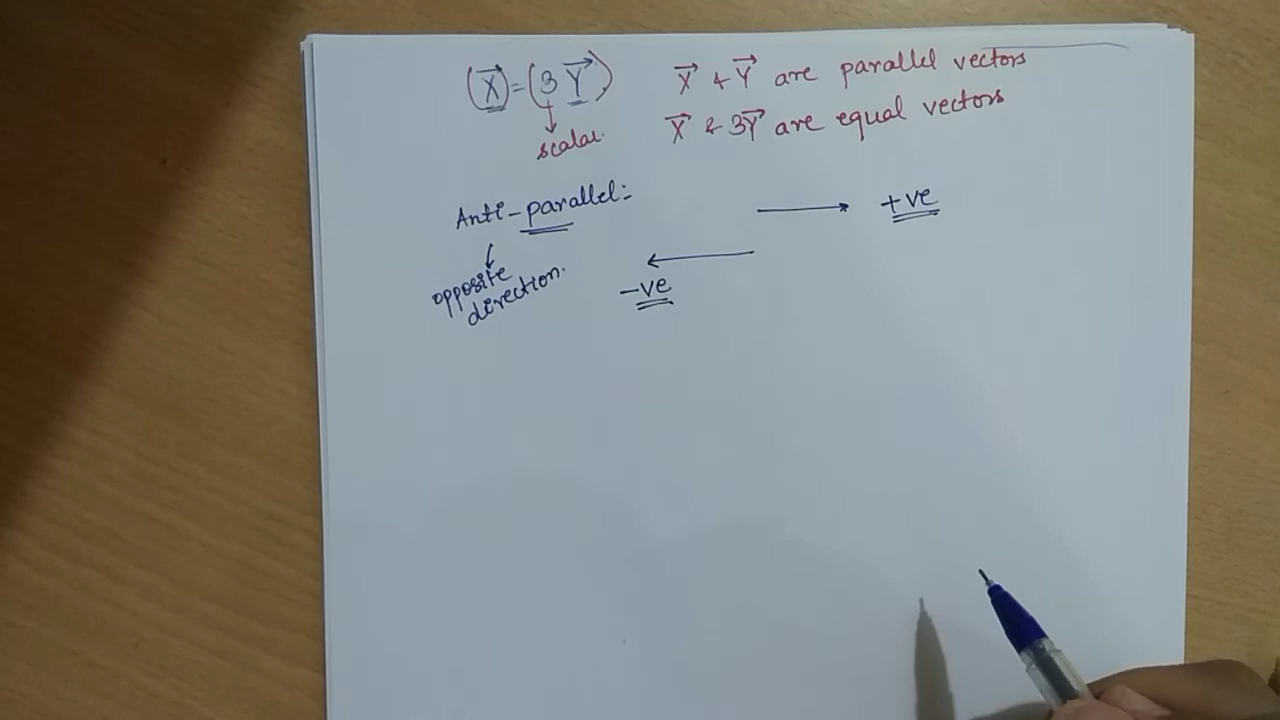 (X⃗) = (3 Y⃗) X⃗ & Y⃗ are parallel vectors
scalar. X⃗ & 3Y⃗ are equal vectors
Anti-parallel:- +ve
opposite
direction. -ve